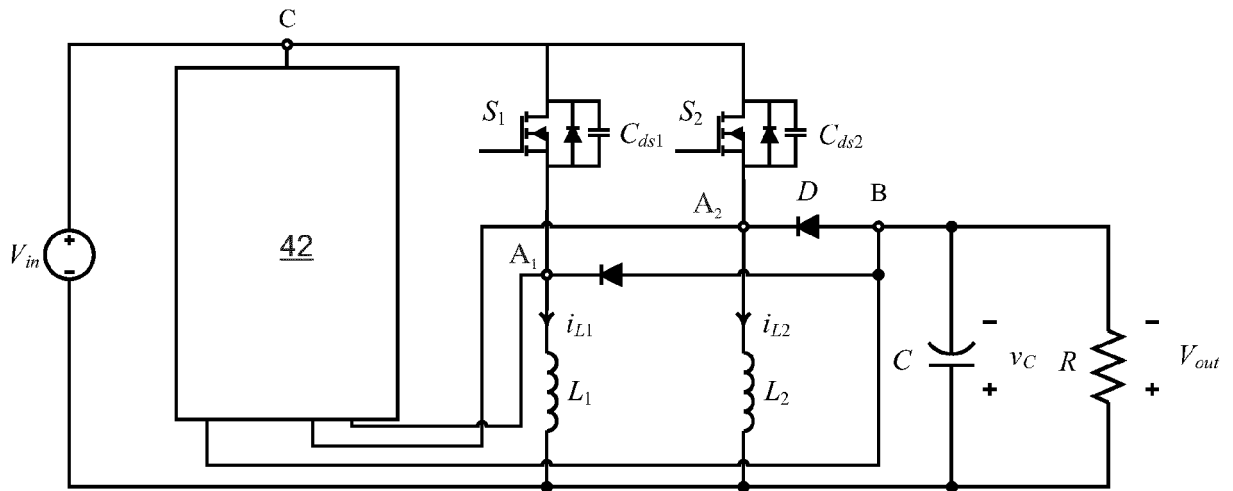 C
S1
Cds1
S2
Cds2
A2
D
B
Vin
+
−
42
A1
iL1
iL2
L1
L2
C
−
vC
+
R
−
Vout
+